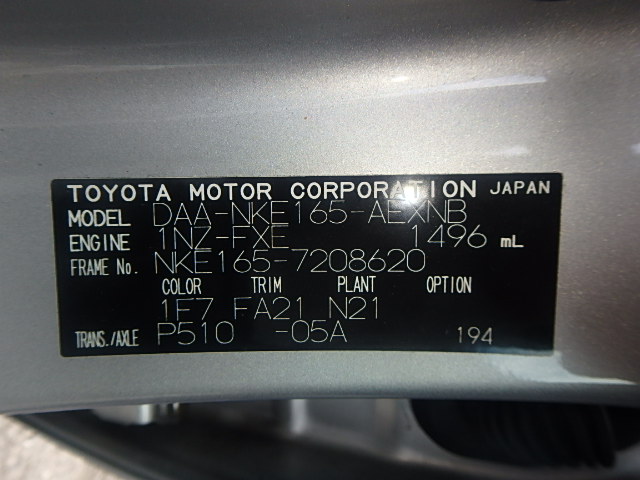 TOYOTA MOTOR CORPORATION JAPAN
MODEL DAA-NKE165-AEXNB
ENGINE 1NZ-FXE 1496 mL
FRAME No. NKE165-7208620
COLOR TRIM PLANT OPTION
1F7 FA21 N21
TRANS./AXLE P510 -05A 194